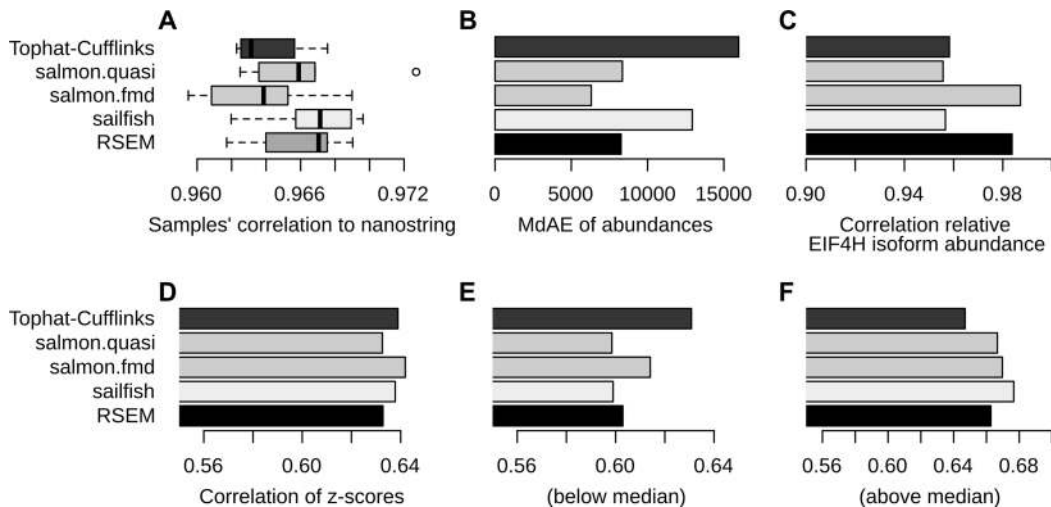 A
B
C
Tophat-Cufflinks
salmon.quasi
salmon.fmd
sailfish
RSEM
0.960 0.966 0.972
0 5000 10000 15000
0.90 0.94 0.98
Samples' correlation to nanostring
MdAE of abundances
Correlation relative
EIF4H isoform abundance
D
E
F
Tophat-Cufflinks
salmon.quasi
salmon.fmd
sailfish
RSEM
0.56 0.60 0.64
0.56 0.60 0.64
0.56 0.60 0.64 0.68
Correlation of z-scores
(below median)
(above median)